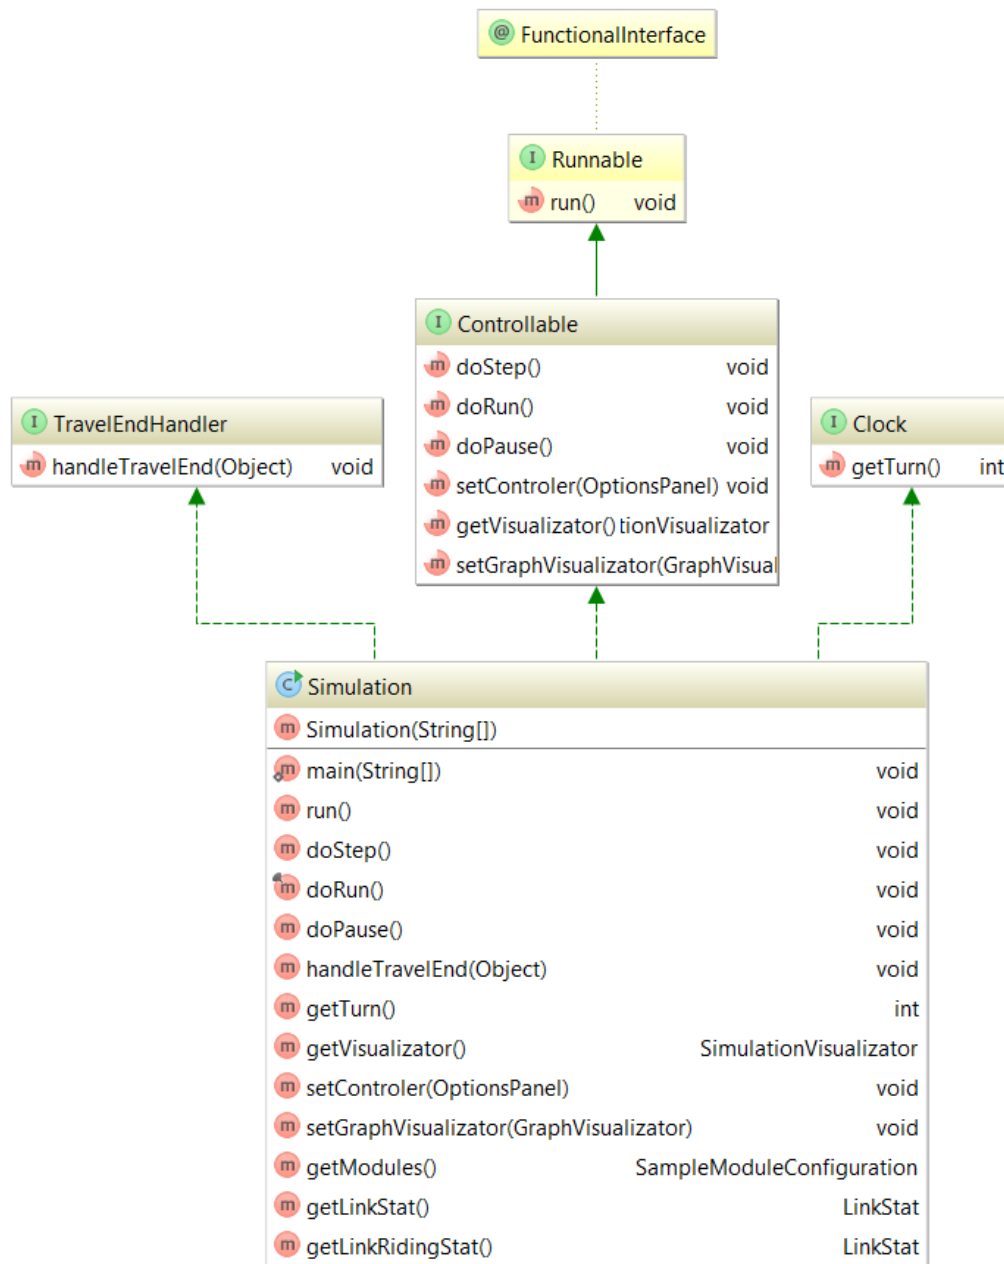 @ FunctionalInterface
I Runnable
m run() void
I Controllable
m doStep() void
m doRun() void
m doPause() void
m setControler(OptionsPanel) void
m getVisualizator() tionVisualizator
m setGraphVisualizator(GraphVisual
I TravelEndHandler
m handleTravelEnd(Object) void
I Clock
m getTurn() int
C Simulation
m Simulation(String[])
m main(String[]) void
m run() void
m doStep() void
m doRun() void
m doPause() void
m handleTravelEnd(Object) void
m getTurn() int
m getVisualizator() SimulationVisualizator
m setControler(OptionsPanel) void
m setGraphVisualizator(GraphVisualizator) void
m getModules() SampleModuleConfiguration
m getLinkStat() LinkStat
m getLinkRidingStat() LinkStat